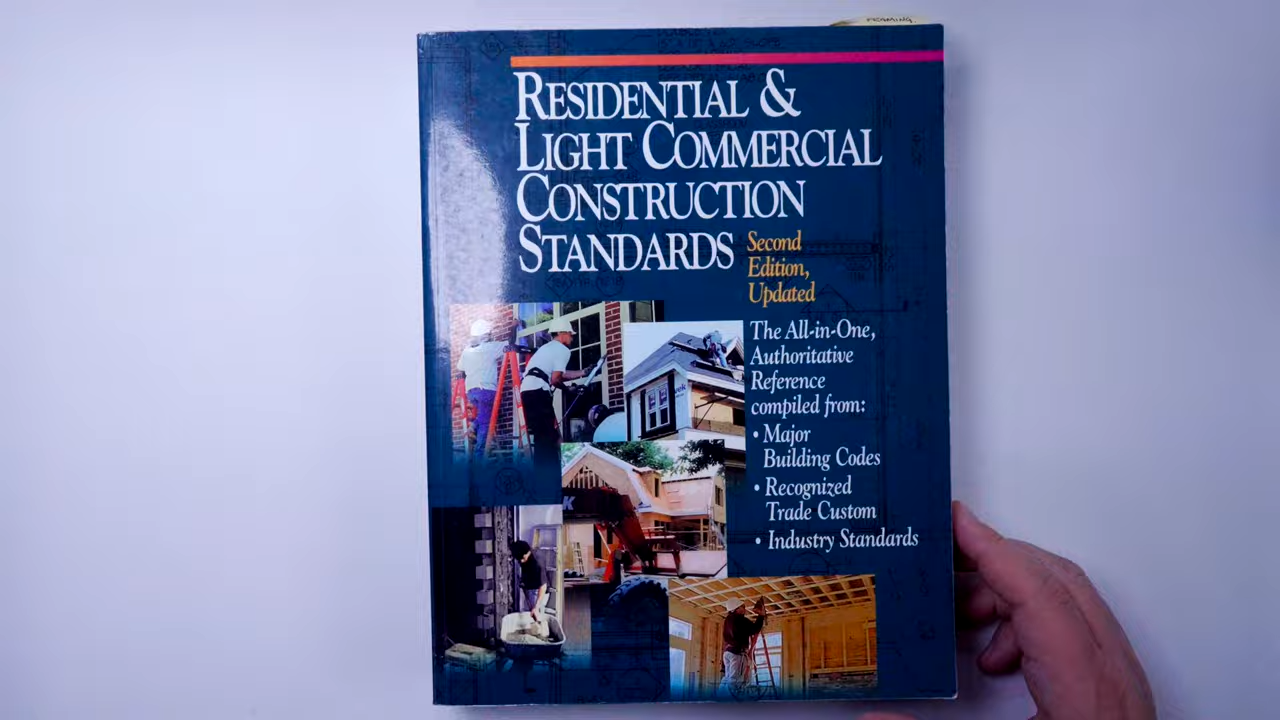 FRAMING
RESIDENTIAL &
LIGHT COMMERCIAL
CONSTRUCTION
STANDARDS
Second
Edition,
Updated
The All-in-One,
Authoritative
Reference
compiled from:
• Major
Building Codes
• Recognized
Trade Custom
• Industry Standards